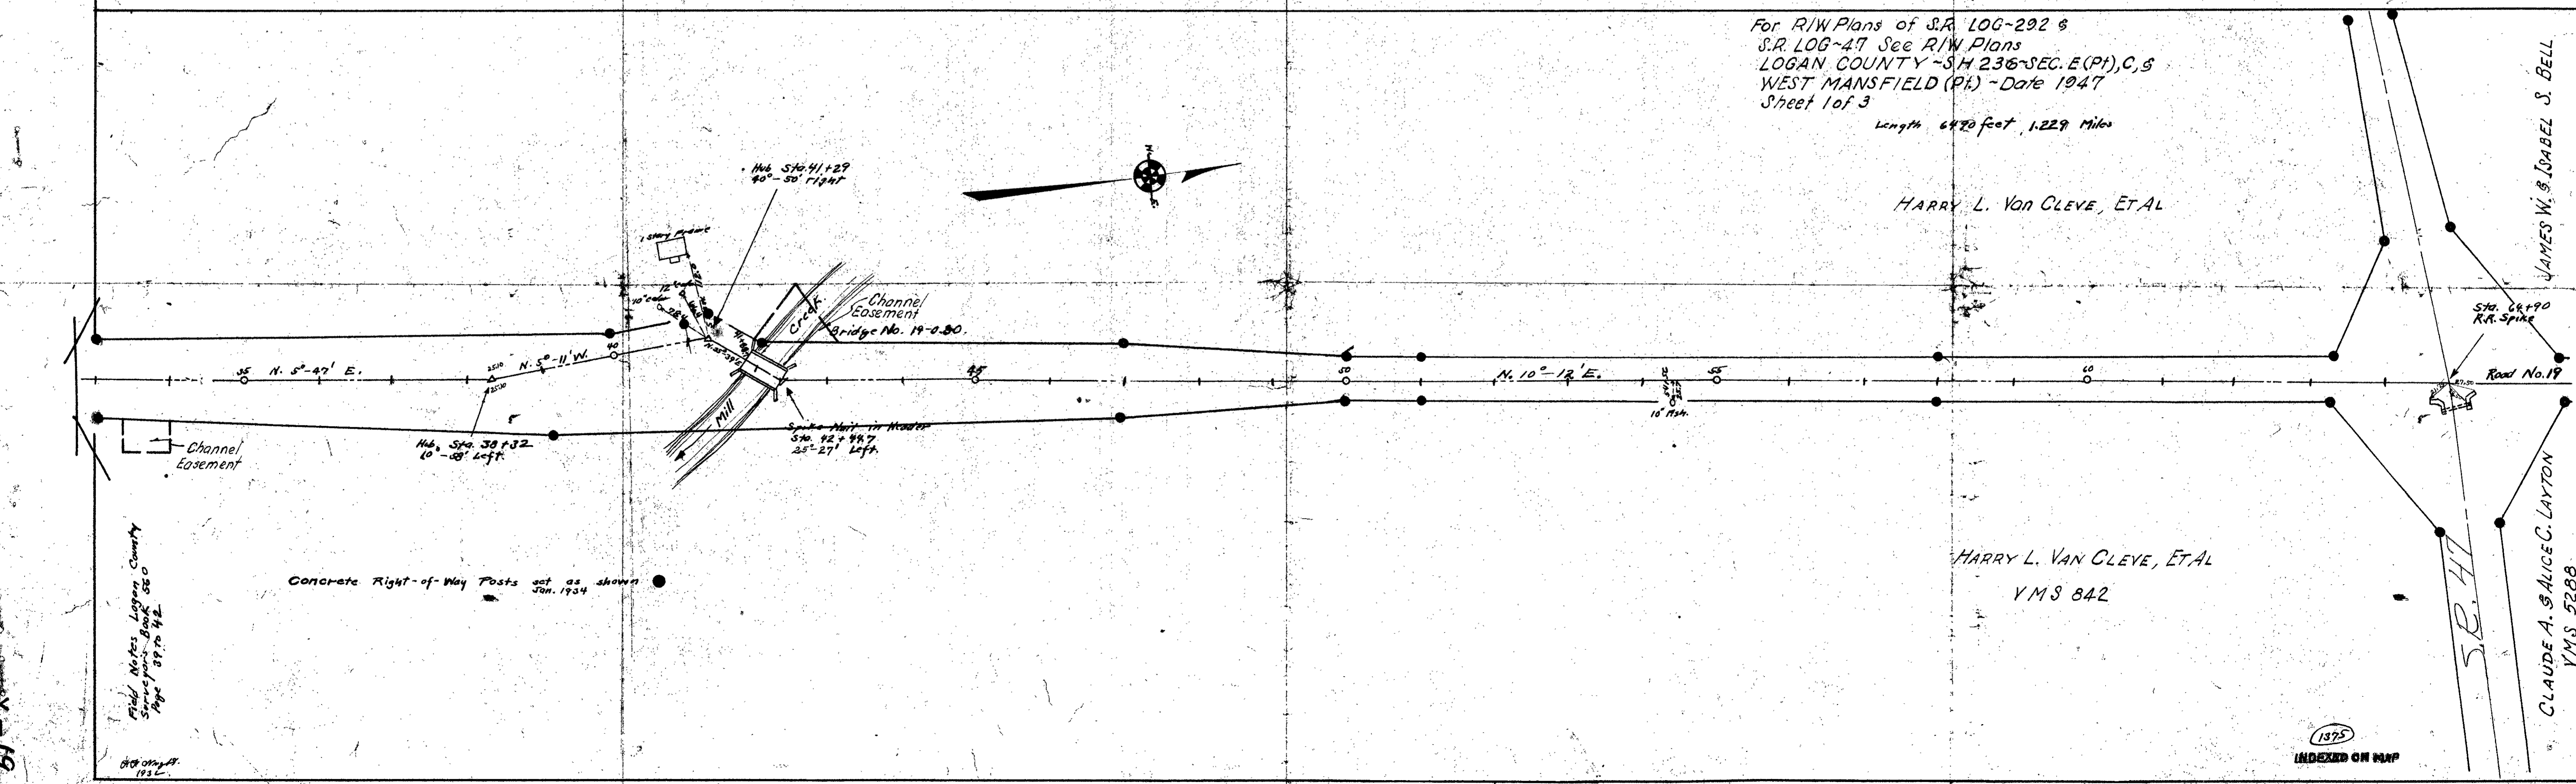 For R/W Plans of S.R. LOG-292 &
S.R. LOG-47 See R/W Plans
LOGAN COUNTY -S.H 236-SEC. E(Pt), C, &
WEST MANSFIELD (Pt.) -Date 1947
Sheet 1 of 3
Length 6490 feet, 1.229 Miles
HARRY L. Van CLEVE, ET AL
JAMES W. & ISABEL S. BELL
Hub Sta. 41+29
40°-50' right
1 Story Frame
Channel
Easement
Creek
Bridge No. 19-0.80.
Sta. 64+90
R.R. Spike
35
N. 5°-47' E.
N. 5°-11' W.
40
45
50
N. 10°-12' E.
55
60
Road No. 19
10" Ash.
Mill
Channel
Easement
Hub, Sta. 38+32
Left.
Spike Nail in Header
Sta. 42+44.7
25°-27' Left.
Field Notes Logan County
Surveyors Book 560
Page 39 to 42
Concrete Right-of-Way Posts set as shown
Jan. 1934
HARRY L. VAN CLEVE, ET AL
VMS 842
S.R. 47
CLAUDE A. & ALICE C. LAYTON
VMS 5288
1375
INDEXED ON MAP